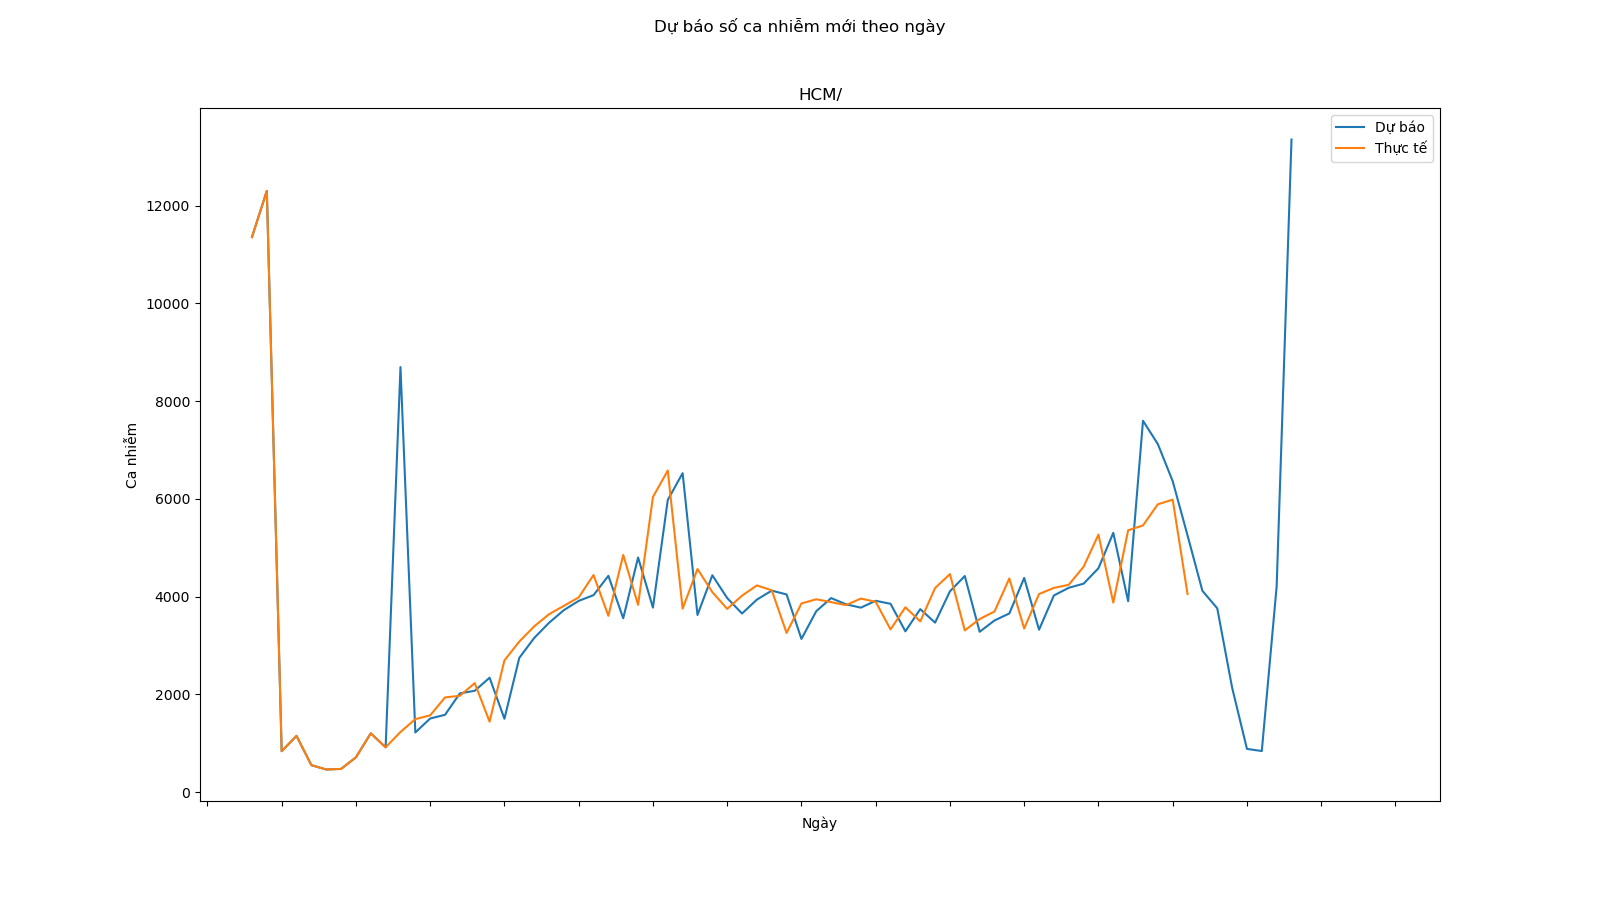 Dự báo số ca nhiễm mới theo ngày
HCM/
Dự báo
Thực tế
12000
10000
8000
6000
4000
2000
0
Ca nhiễm
Ngày